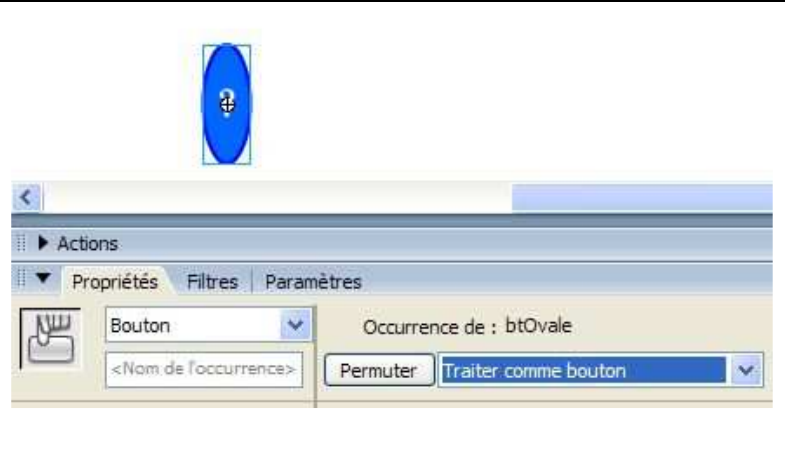 ?
Actions
Propriétés Filtres Paramètres
Bouton Occurrence de : btOvale
<Nom de l'occurrence> Permuter Traiter comme bouton